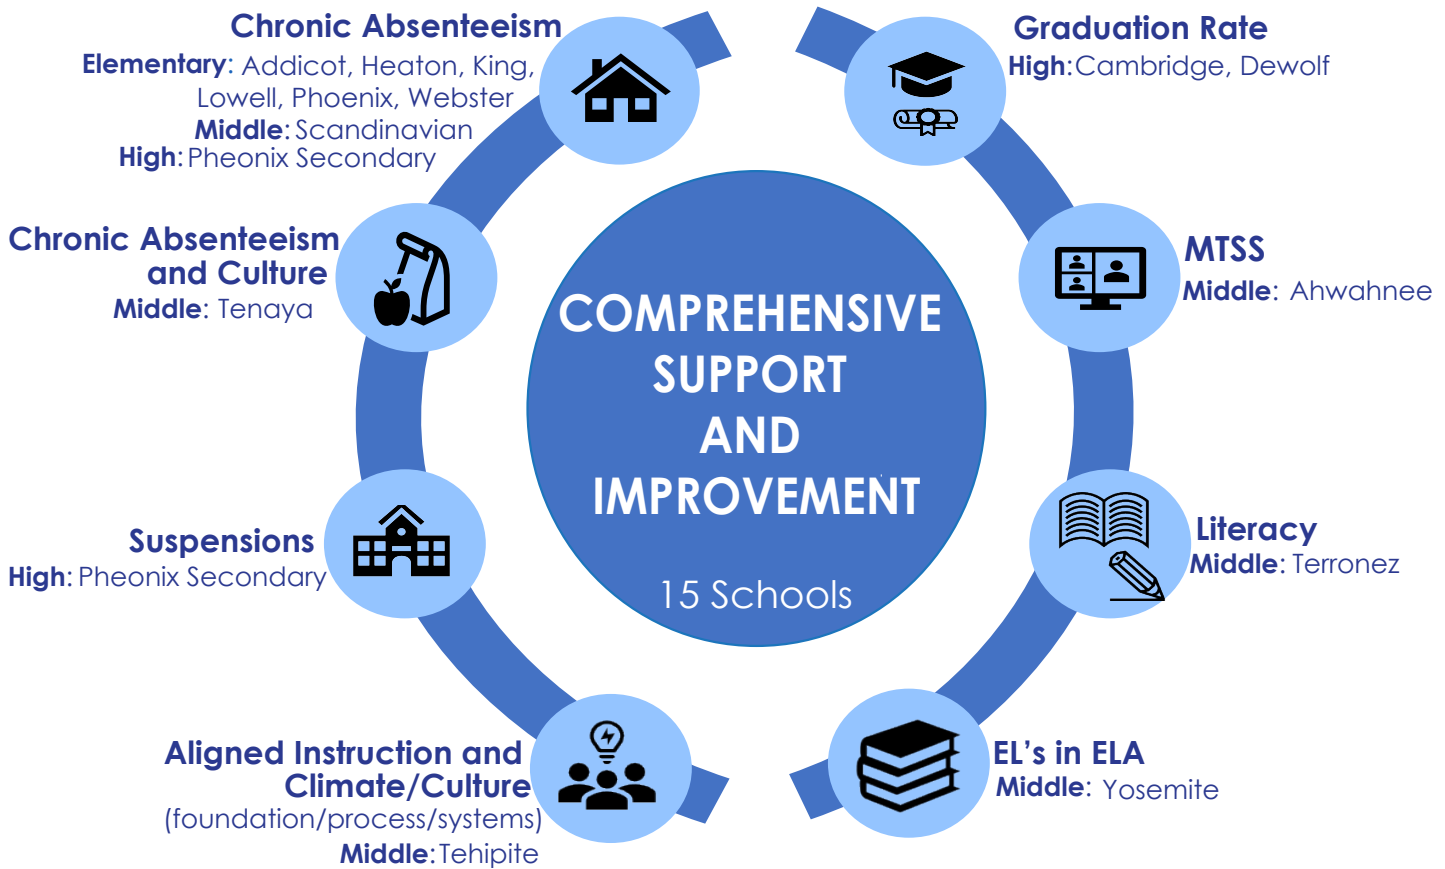 Chronic Absenteeism
Elementary: Addicot, Heaton, King,
Lowell, Phoenix, Webster
Middle: Scandinavian
High: Pheonix Secondary
Chronic Absenteeism
and Culture
Middle: Tenaya
Suspensions
High: Pheonix Secondary
Aligned Instruction and
Climate/Culture
(foundation/process/systems)
Middle: Tehipite
COMPREHENSIVE
SUPPORT
AND
IMPROVEMENT
15 Schools
Graduation Rate
High: Cambridge, Dewolf
MTSS
Middle: Ahwahnee
Literacy
Middle: Terronez
EL's in ELA
Middle: Yosemite